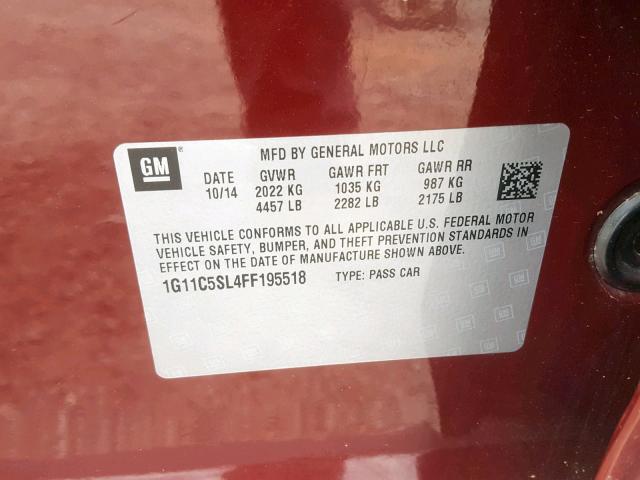 GM
MFD BY GENERAL MOTORS LLC
DATE GVWR GAWR FRT GAWR RR
10/14 2022 KG 1035 KG 987 KG
4457 LB 2282 LB 2175 LB
THIS VEHICLE CONFORMS TO ALL APPLICABLE U.S. FEDERAL MOTOR
VEHICLE SAFETY, BUMPER, AND THEFT PREVENTION STANDARDS IN
EFFECT ON THE DATE OF MANUFACTURE SHOWN ABOVE.
1G11C5SL4FF195518 TYPE: PASS CAR